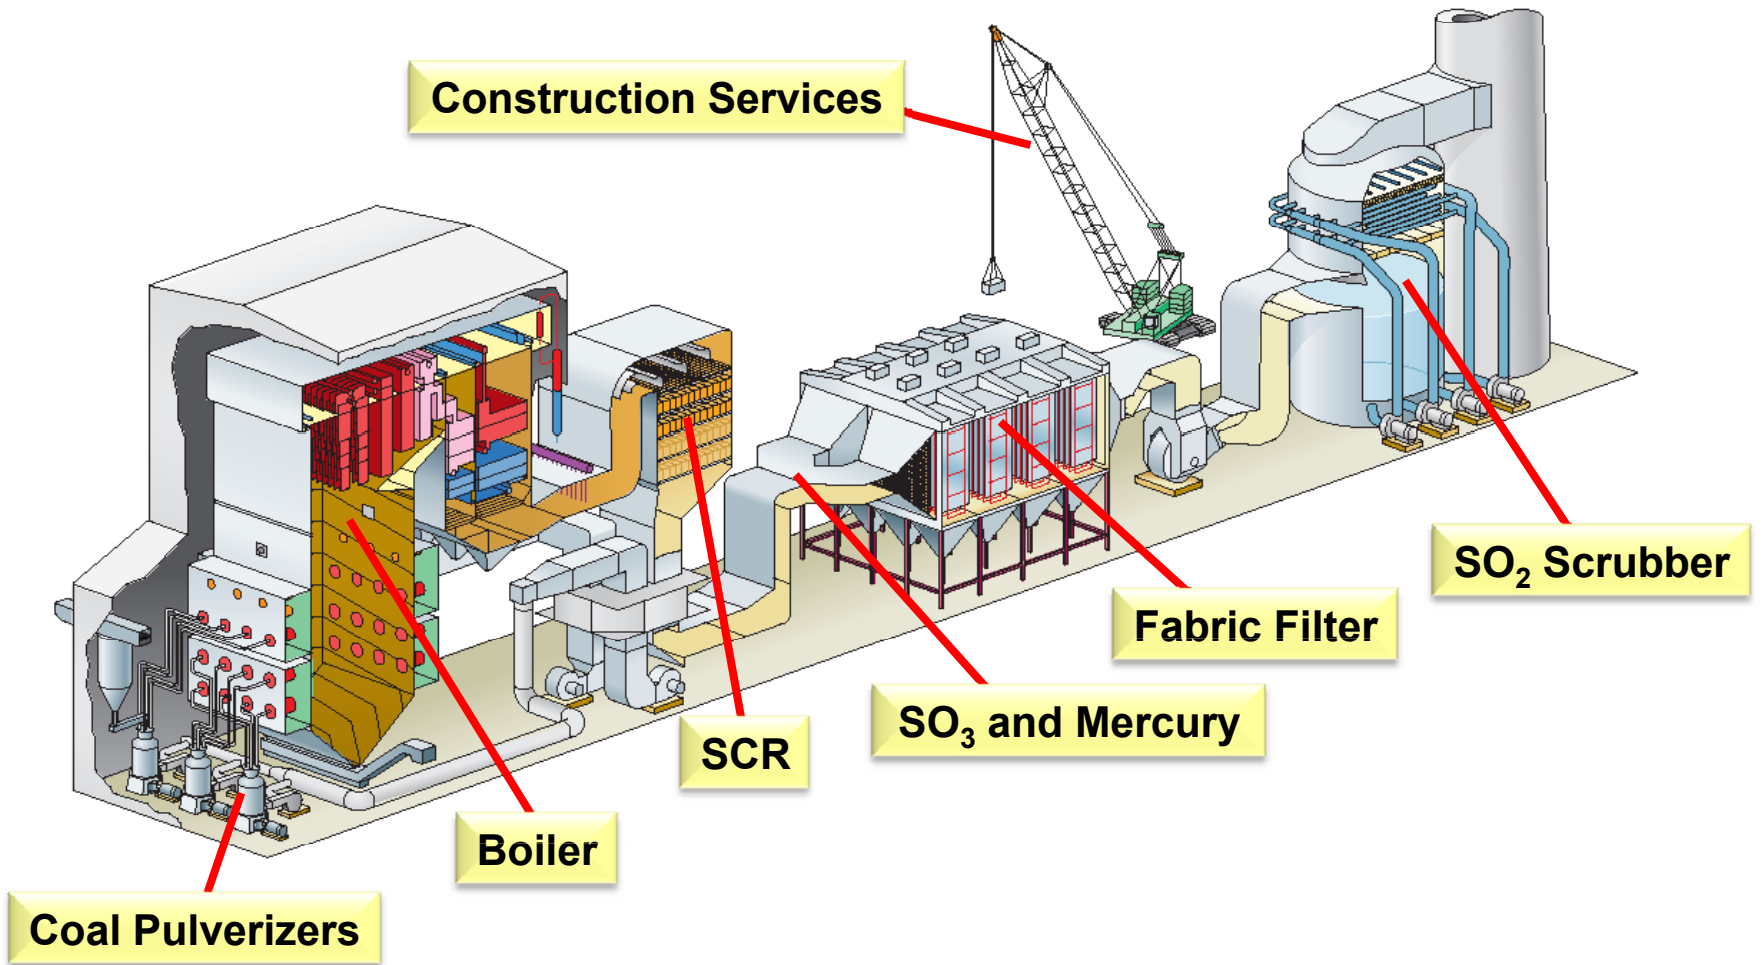 Construction Services
SO₂ Scrubber
Fabric Filter
SO₃ and Mercury
SCR
Boiler
Coal Pulverizers